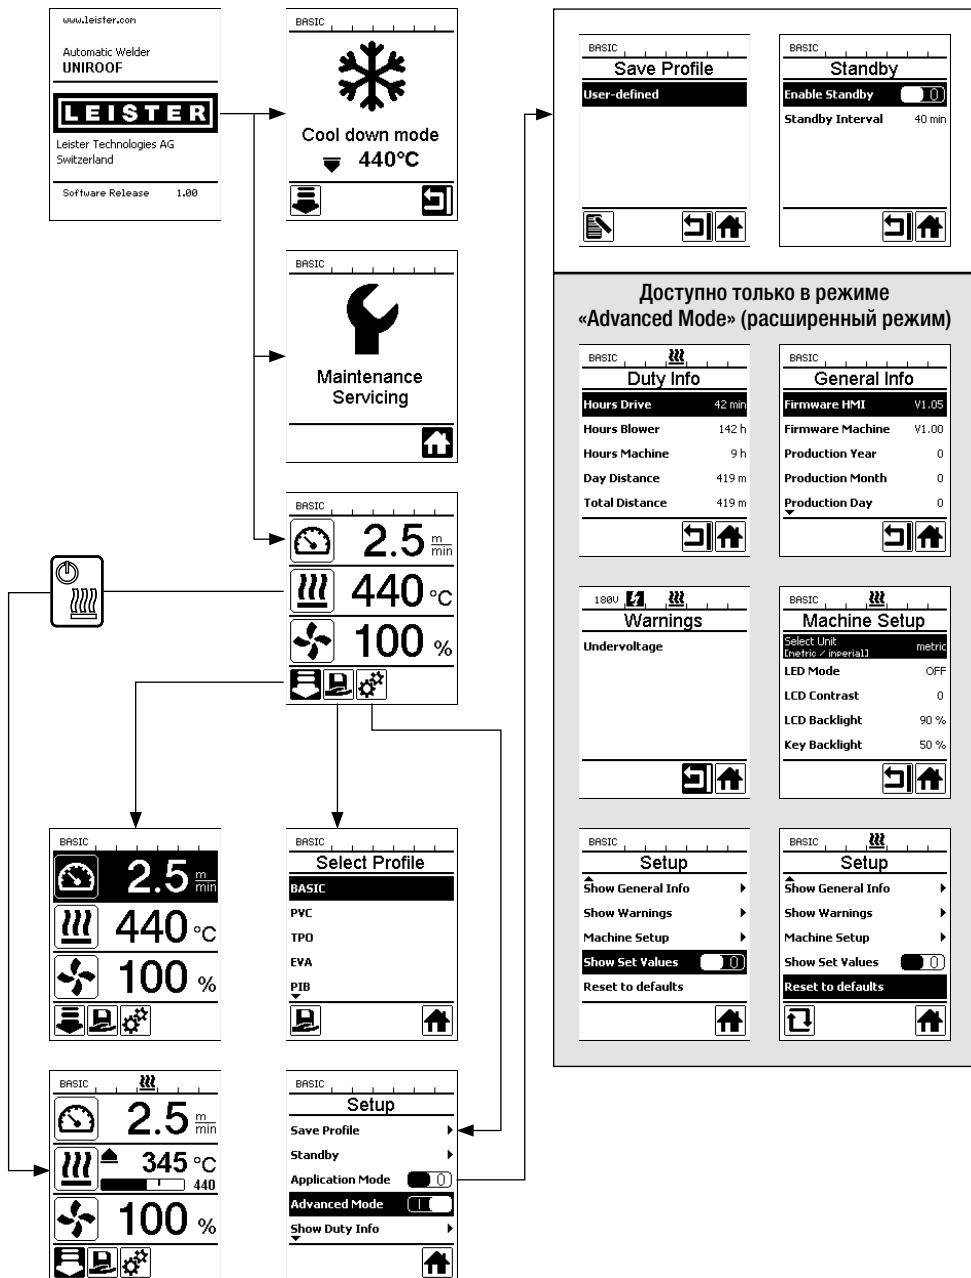 www.leister.com
Automatic Welder
UNIROOF
LEISTER
Leister Technologies AG
Switzerland
Software Release 1.00
BASIC
Cool down mode
440°C
BASIC
Maintenance
Servicing
BASIC
2.5 m/min
440 °C
100 %
BASIC
2.5 m/min
440 °C
100 %
BASIC
Select Profile
BASIC
PVC
TPO
EVA
PIB
BASIC
2.5 m/min
345 °C
440
100 %
BASIC
Setup
Save Profile
Standby
Application Mode 0
Advanced Mode I
Show Duty Info
BASIC
Save Profile
User-defined
BASIC
Standby
Enable Standby 0
Standby Interval 40 min
Доступно только в режиме
«Advanced Mode» (расширенный режим)
BASIC
Duty Info
Hours Drive 42 min
Hours Blower 142 h
Hours Machine 9 h
Day Distance 419 m
Total Distance 419 m
BASIC
General Info
Firmware HMI V1.05
Firmware Machine V1.00
Production Year 0
Production Month 0
Production Day 0
180V
Warnings
Undervoltage
BASIC
Machine Setup
Select Unit
[metric / inperial] metric
LED Mode OFF
LCD Contrast 0
LCD Backlight 90 %
Key Backlight 50 %
BASIC
Setup
Show General Info
Show Warnings
Machine Setup
Show Set Values 0
Reset to defaults
BASIC
Setup
Show General Info
Show Warnings
Machine Setup
Show Set Values 0
Reset to defaults